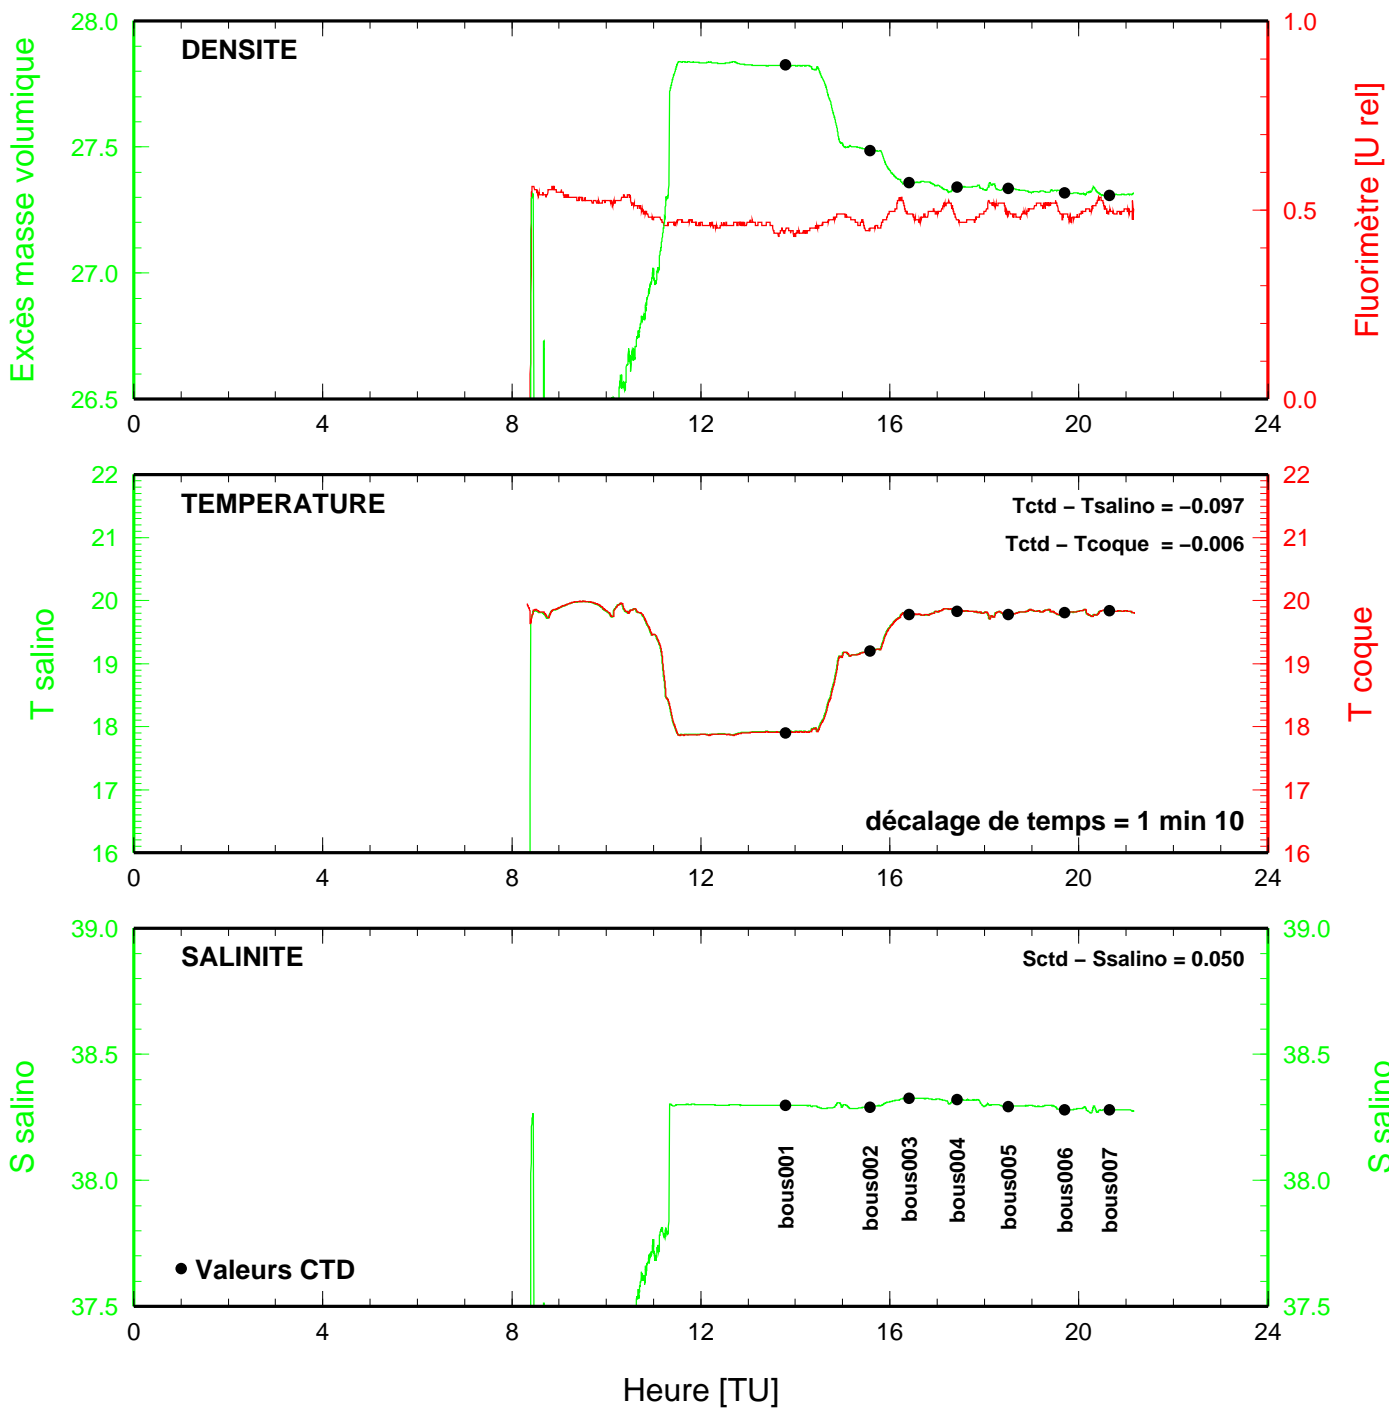 DENSITE
28.0
27.5
27.0
26.5
Excès masse volumique
1.0
0.5
0.0
Fluorimètre [U rel]
0 4 8 12 16 20 24
TEMPERATURE
Tctd − Tsalino = −0.097
Tctd − Tcoque = −0.006
décalage de temps = 1 min 10
22
21
20
19
18
17
16
T salino
22
21
20
19
18
17
16
T coque
0 4 8 12 16 20 24
SALINITE
Sctd − Ssalino = 0.050
39.0
38.5
38.0
37.5
S salino
39.0
38.5
38.0
37.5
S salino
bous001
bous002
bous003
bous004
bous005
bous006
bous007
Valeurs CTD
0 4 8 12 16 20 24
Heure [TU]